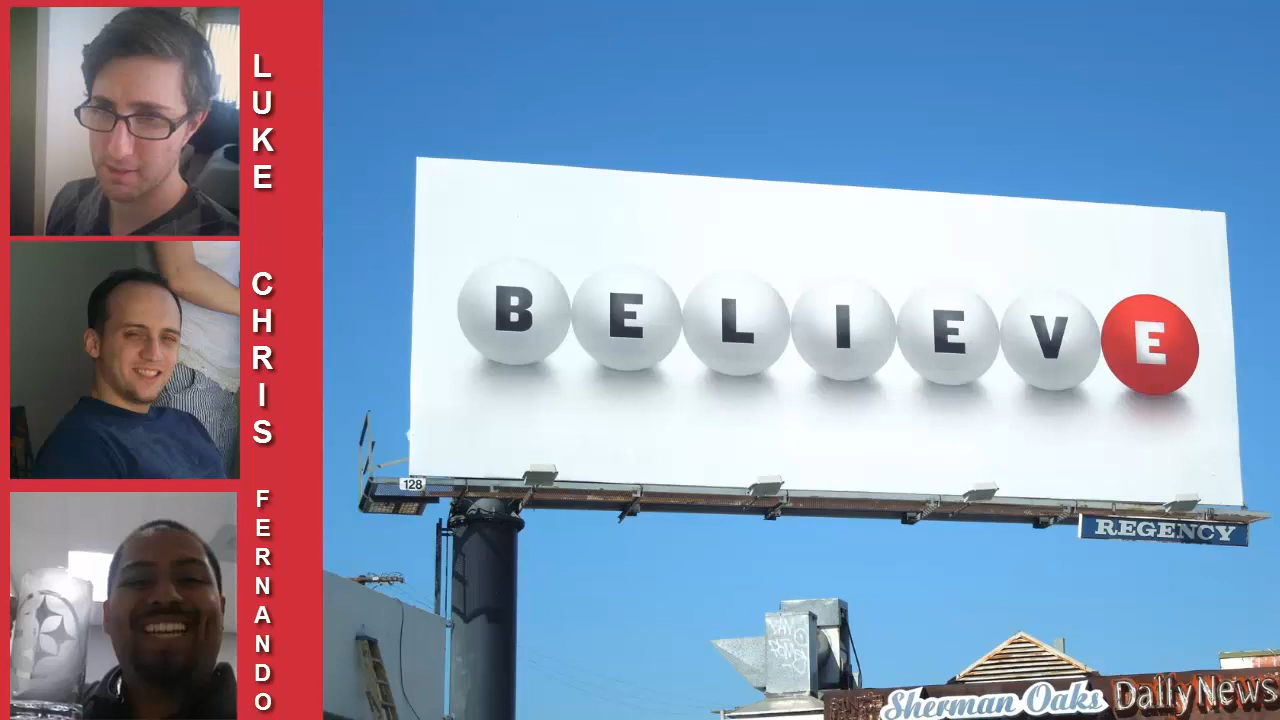 LUKE
CHRIS
FERNANDO
BELIEVE
128
REGENCY
Sherman Oaks Daily News